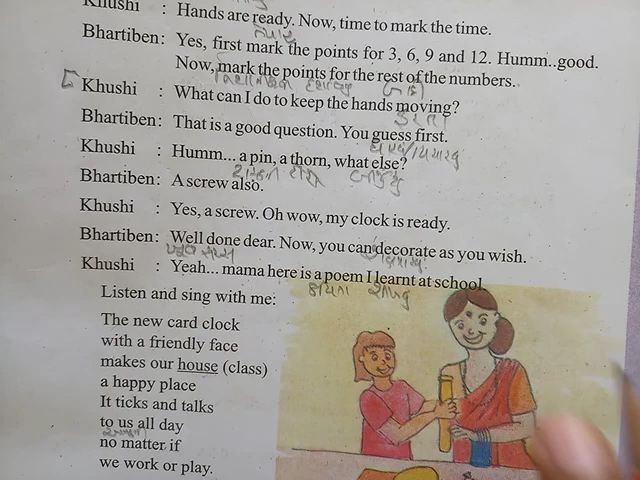 Khushi : Hands are ready. Now, time to mark the time.
Bhartiben: Yes, first mark the points for 3, 6, 9 and 12. Humm..good.
Now, mark the points for the rest of the numbers..
Khushi : What can I do to keep the hands moving?
Bhartiben: That is a good question. You guess first.
Khushi : Humm... a pin, a thorn, what else?
Bhartiben: A screw also.
Khushi : Yes, a screw. Oh wow, my clock is ready.
Bhartiben: Well done dear. Now, you can decorate as you wish.
Khushi : Yeah... mama here is a poem I learnt at school.
Listen and sing with me:
The new card clock
with a friendly face
makes our house (class)
a happy place
It ticks and talks
to us all day
no matter if
we work or play.